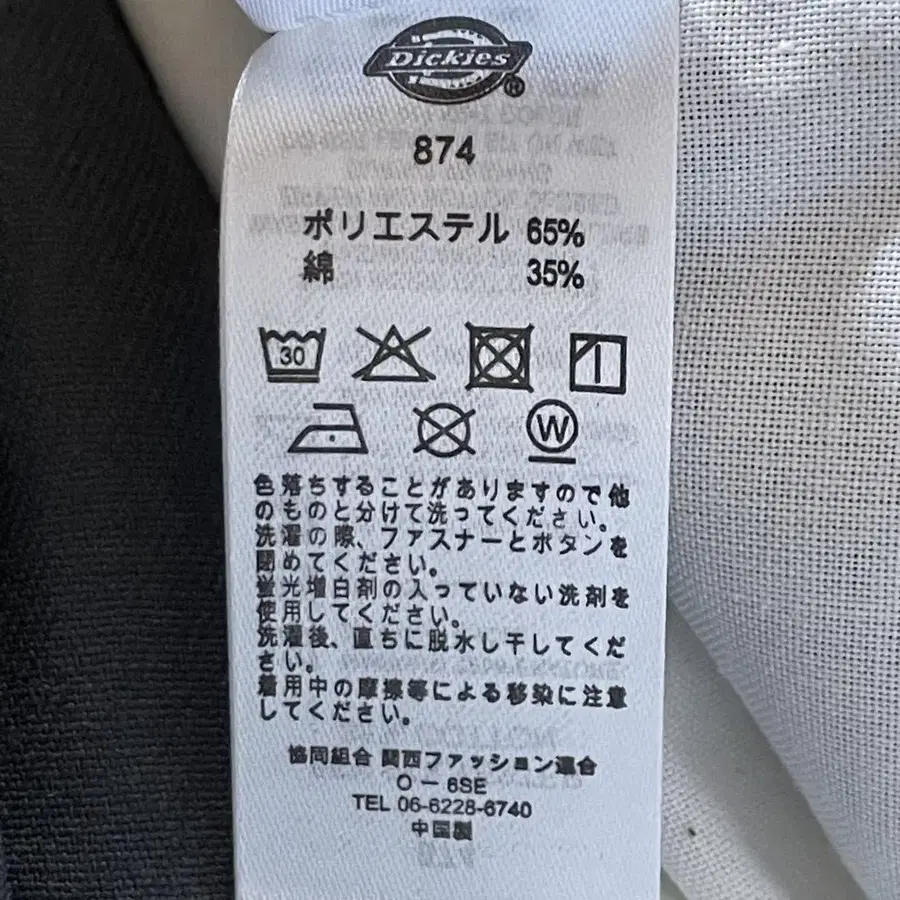 Dickies®
874
ポリエステル 65%
綿 35%
30
W
色落ちすることがありますので他
のものと分けて洗ってください。
洗濯の際、ファスナーとボタンを
閉めてください。
蛍光増白剤の入っていない洗剤を
使用してください。
洗濯後、直ちに脱水し干してくだ
さい。
着用中の摩擦等による移染に注意
してください。
協同組合 関西ファッション連合
O－6SE
TEL 06-6228-6740
中国製